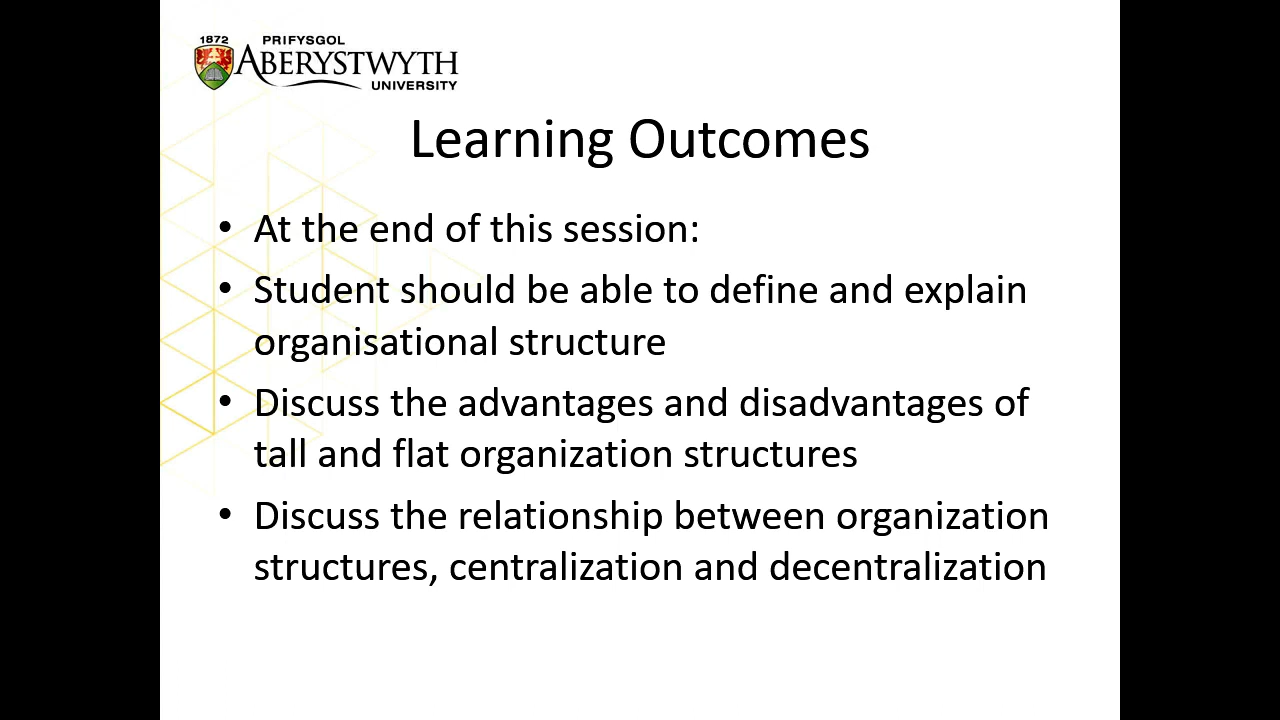 1872 PRIFYSGOL
ABERYSTWYTH
UNIVERSITY
Learning Outcomes
• At the end of this session:
• Student should be able to define and explain
organisational structure
• Discuss the advantages and disadvantages of
tall and flat organization structures
• Discuss the relationship between organization
structures, centralization and decentralization